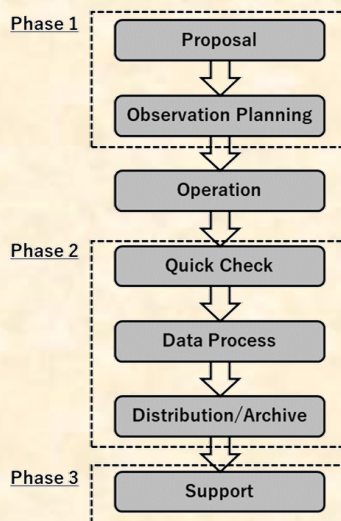 Phase 1
Proposal
Observation Planning
Operation
Phase 2
Quick Check
Data Process
Distribution/Archive
Phase 3
Support